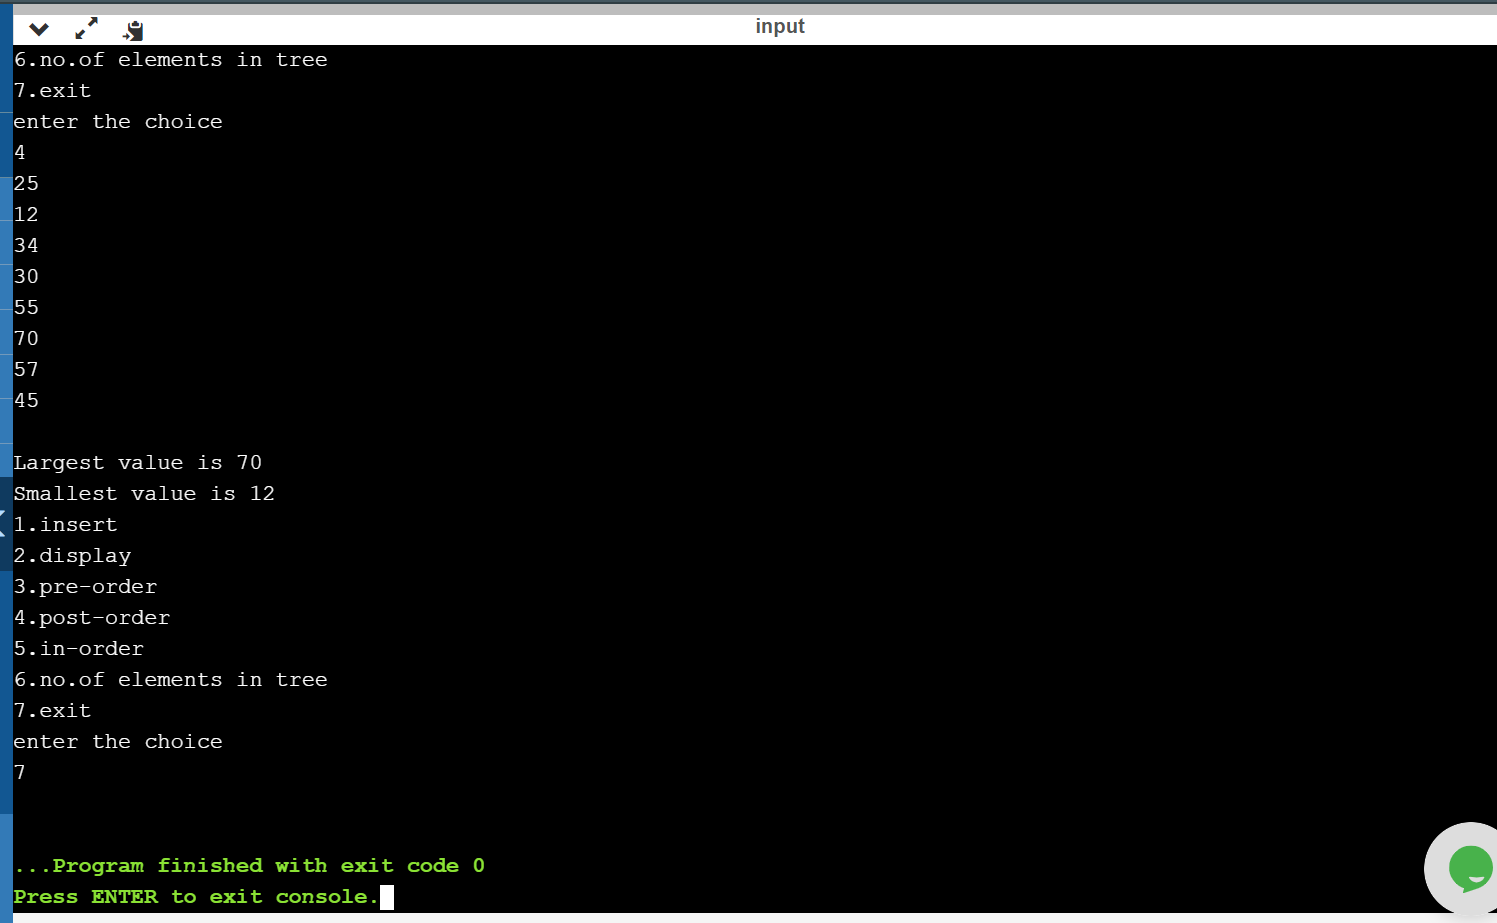 input
6.no.of elements in tree
7.exit
enter the choice
4
25
12
34
30
55
70
57
45
Largest value is 70
Smallest value is 12
1.insert
2.display
3.pre-order
4.post-order
5.in-order
6.no.of elements in tree
7.exit
enter the choice
7
...Program finished with exit code 0
Press ENTER to exit console.